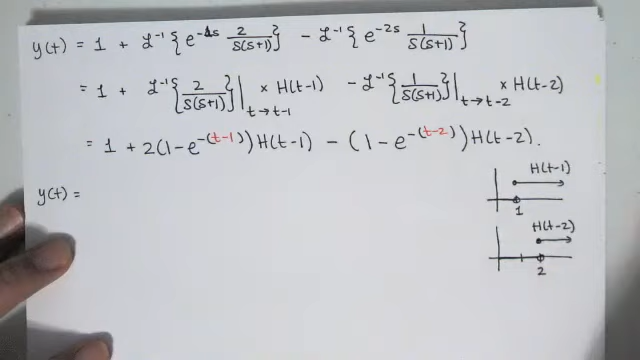 y(t) = 1 + ℒ⁻¹{e^{-1s} 2/(s(s+1))} - ℒ⁻¹{e^{-2s} 1/(s(s+1))}
= 1 + ℒ⁻¹{2/(s(s+1))}|_{t→t-1} × H(t-1) - ℒ⁻¹{1/(s(s+1))}|_{t→t-2} × H(t-2)
= 1 + 2(1-e^{-(t-1)})H(t-1) - (1-e^{-(t-2)})H(t-2).
H(t-1)
y(t) =
1
H(t-2)
2